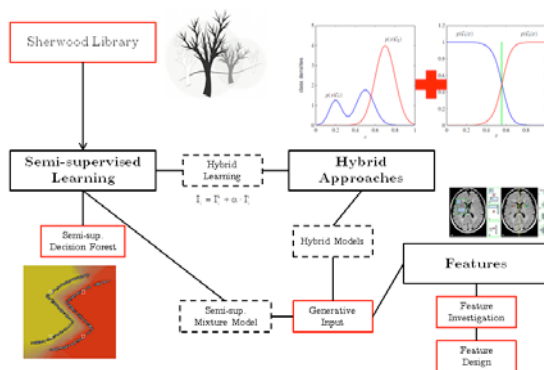 Sherwood Library
Semi-supervised
Learning
Hybrid
Learning
Hybrid
Approaches
Semi-sup.
Decision Forest
Hybrid Models
Features
Semi-sup.
Mixture Model
Generative
Input
Feature
Investigation
Feature
Design